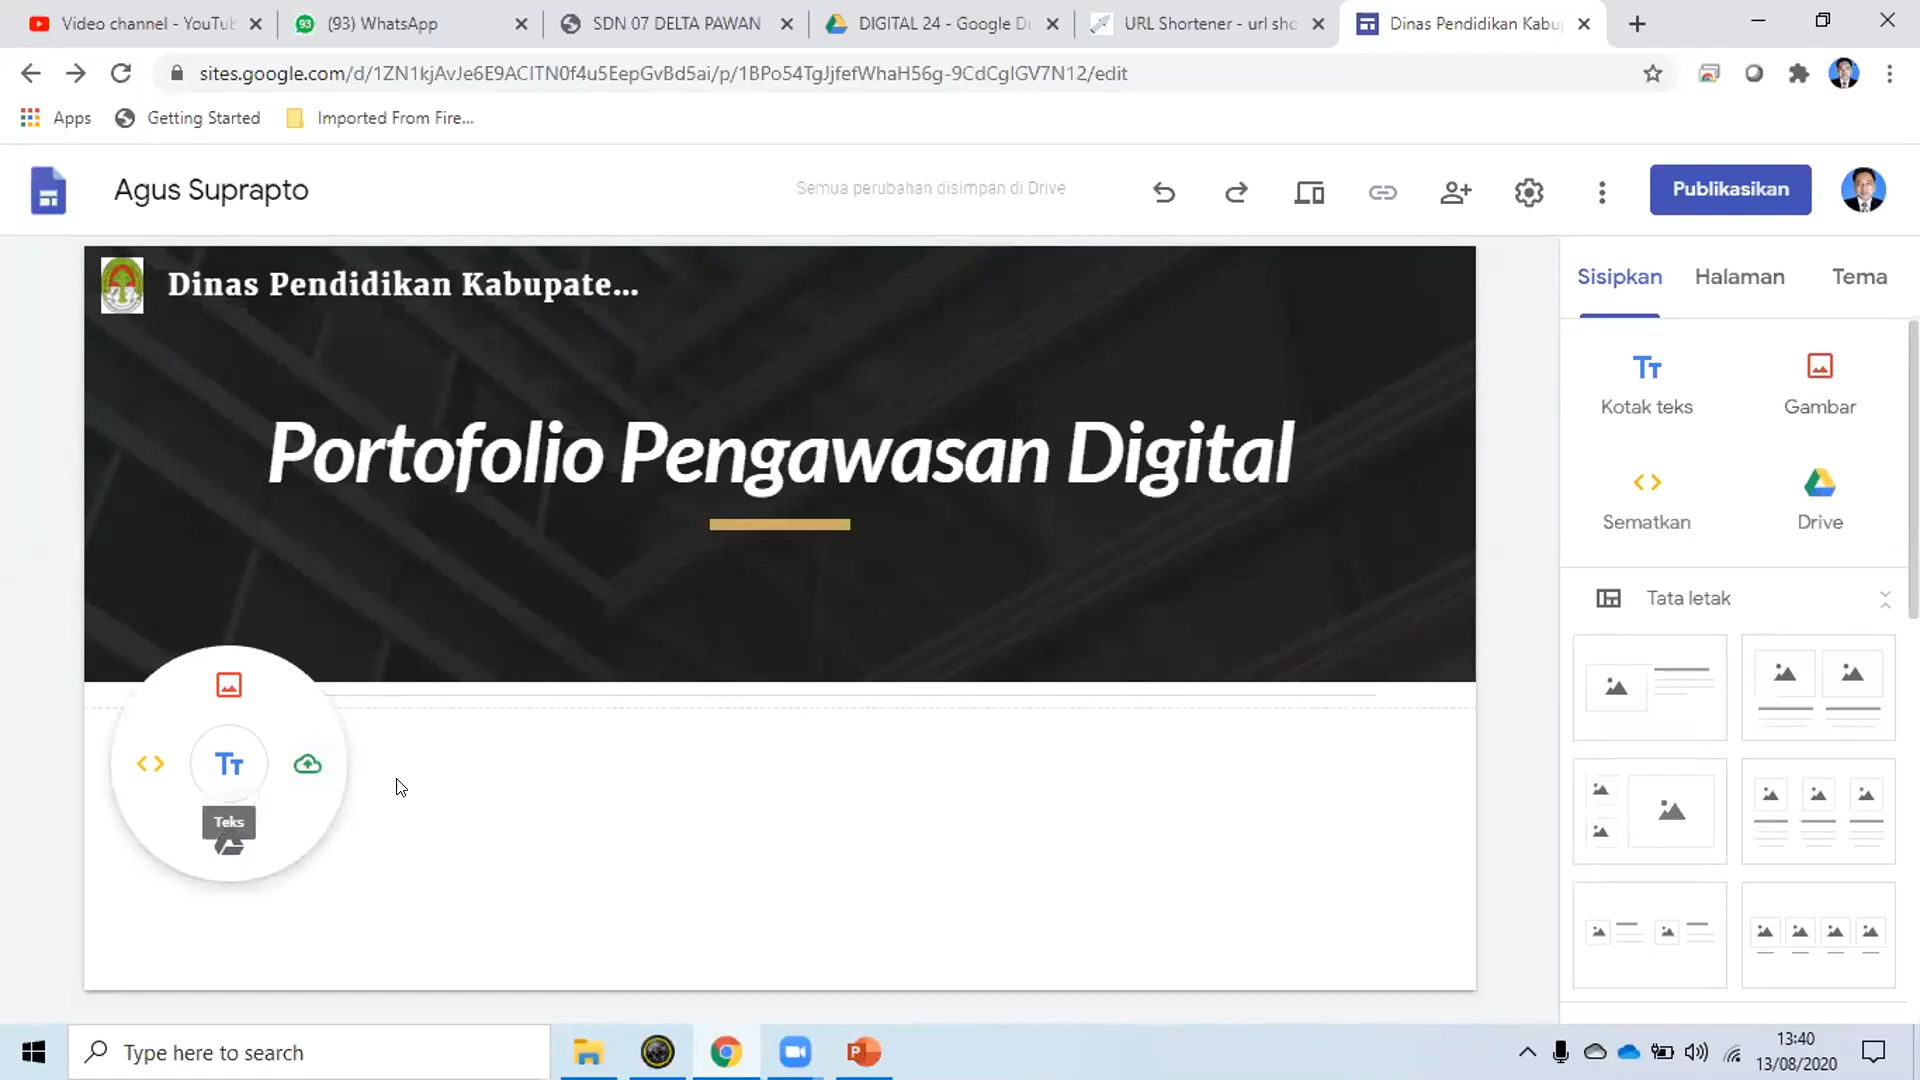 Video channel - YouTub
(93) WhatsApp
SDN 07 DELTA PAWAN
DIGITAL 24 - Google Dr
URL Shortener - url sho
Dinas Pendidikan Kabup
sites.google.com/d/1ZN1kjAvJe6E9ACITN0f4u5EepGvBd5ai/p/1BPo54TgJjfefWhaH56g-9CdCgIGV7N12/edit
Apps
Getting Started
Imported From Fire...
Agus Suprapto
Semua perubahan disimpan di Drive
Publikasikan
Dinas Pendidikan Kabupate...
Portofolio Pengawasan Digital
Teks
Sisipkan
Halaman
Tema
Kotak teks
Gambar
Sematkan
Drive
Tata letak
Type here to search
13:40
13/08/2020